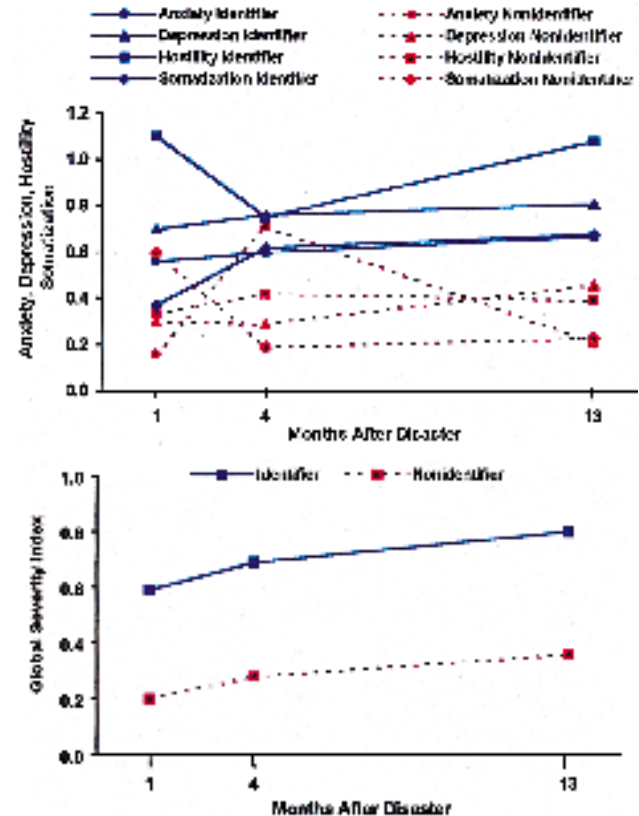 Anxiety Identifier Anxiety Nonidentifier
Depression Identifier Depression Nonidentifier
Hostility Identifier Hostility Nonidentifier
Somatization Identifier Somatization Nonidentifier
Anxiety, Depression, Hostility
Somatization
1.2
1.0
0.8
0.6
0.4
0.2
0.0
1 4 13
Months After Disaster
Identifier Nonidentifier
Global Severity Index
1.0
0.8
0.6
0.4
0.2
0.0
1 4 13
Months After Disaster